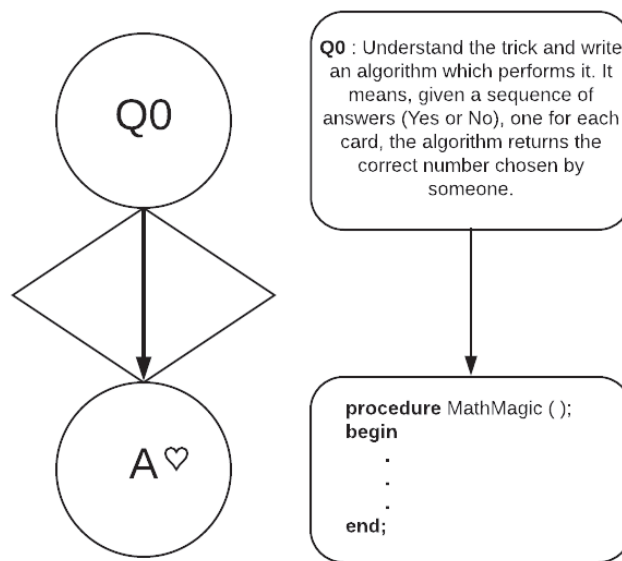 Q0
A♡
Q0 : Understand the trick and write
an algorithm which performs it. It
means, given a sequence of
answers (Yes or No), one for each
card, the algorithm returns the
correct number chosen by
someone.
procedure MathMagic ( );
begin
.
.
.
end;